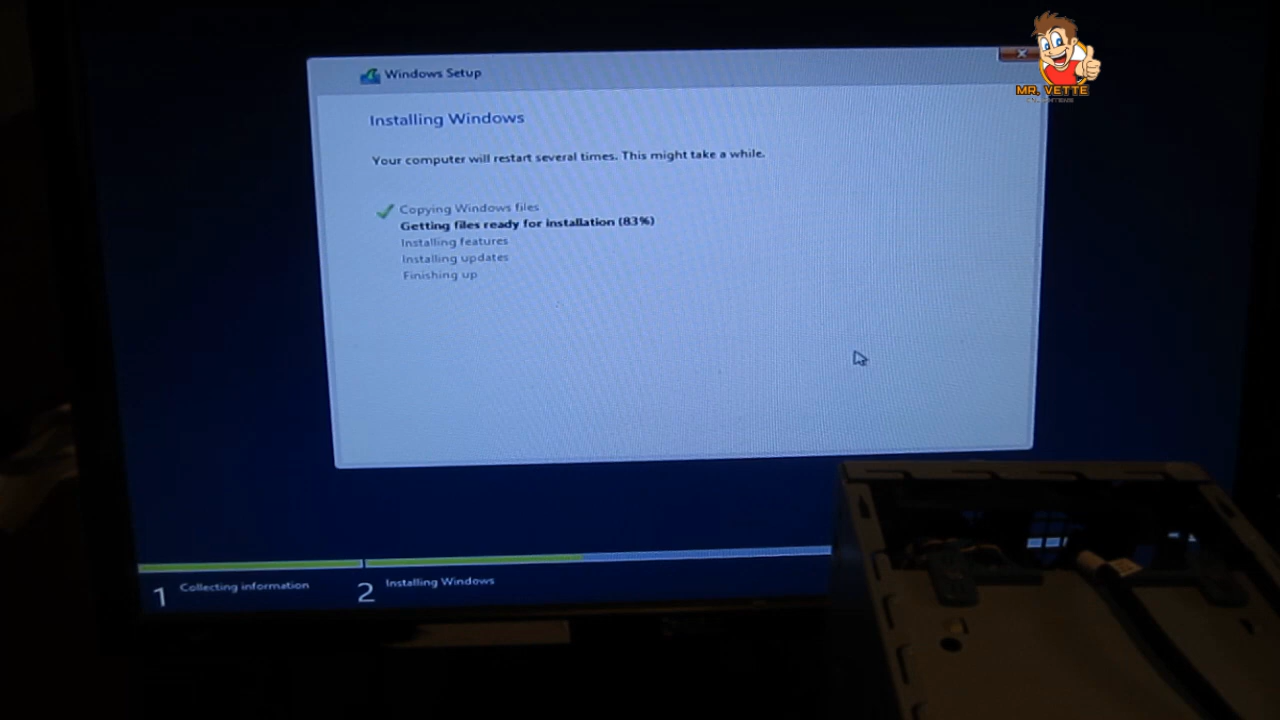 Windows Setup
MR. VETTE
Installing Windows
Your computer will restart several times. This might take a while.
Copying Windows files
Getting files ready for installation (83%)
Installing features
Installing updates
Finishing up
1 Collecting information
2 Installing Windows